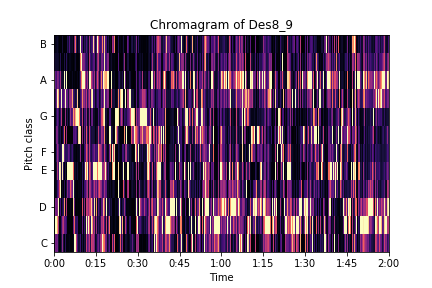 Chromagram of Des8_9
B
A
G
F
E
D
C
Pitch class
0:00 0:15 0:30 0:45 1:00 1:15 1:30 1:45 2:00
Time